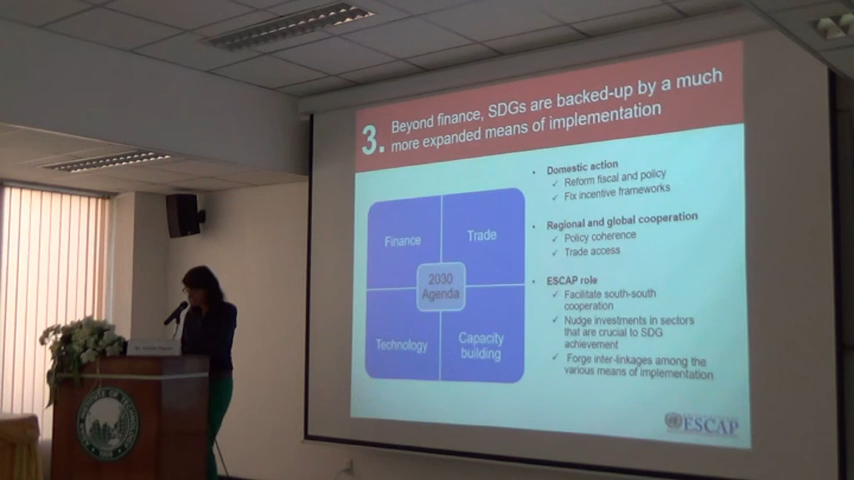 3.
Beyond finance, SDGs are backed-up by a much
more expanded means of implementation
Finance
Trade
2030
Agenda
Technology
Capacity
building
• Domestic action
✓ Reform fiscal and policy
✓ Fix incentive frameworks
• Regional and global cooperation
✓ Policy coherence
✓ Trade access
• ESCAP role
✓ Facilitate south-south
cooperation
✓ Nudge investments in sectors
that are crucial to SDG
achievement
✓ Forge inter-linkages among the
various means of implementation
ESCAP
INSTITUTE OF TECHNOLOGY